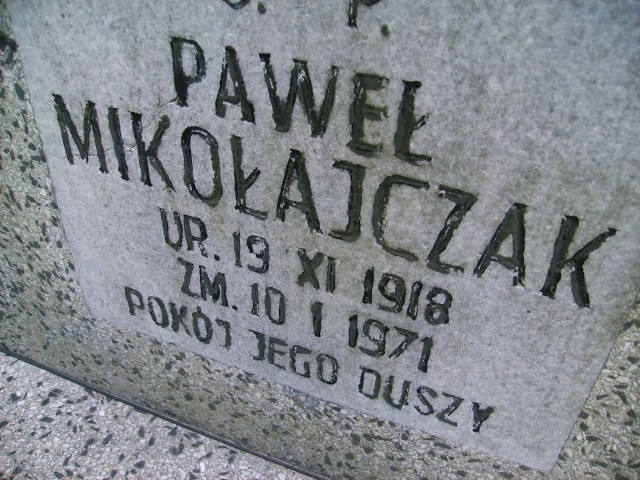 Ś. P.
PAWEŁ
MIKOŁAJCZAK
UR. 19 XI 1918
ZM. 10 I 1971
POKÓJ JEGO DUSZY